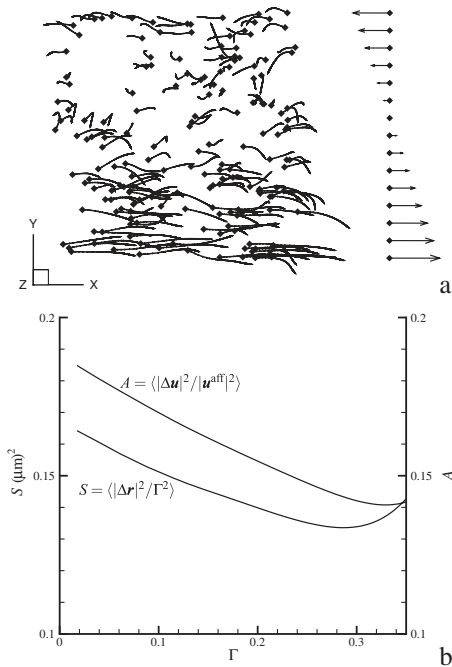 Y
Z X
a
0.2 0.2
A = ⟨|Δu|²/|u^aff|²⟩
S (μm)² 0.15 0.15 A
S = ⟨|Δr|²/Γ²⟩
0.1 0.1
0 0.1 0.2 0.3
Γ
b